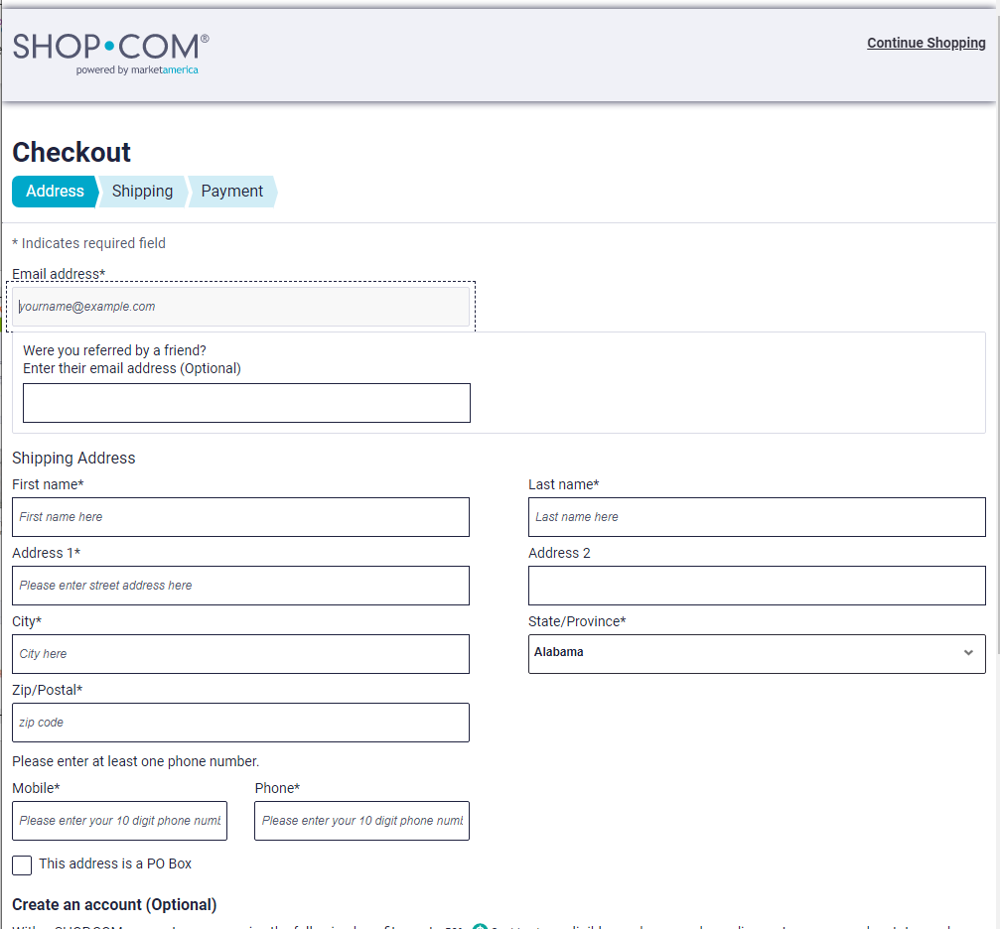 SHOP•COM®
powered by marketamerica
Continue Shopping
Checkout
Address Shipping Payment
* Indicates required field
Email address*
yourname@example.com
Were you referred by a friend?
Enter their email address (Optional)
Shipping Address
First name* Last name*
First name here Last name here
Address 1* Address 2
Please enter street address here
City* State/Province*
City here Alabama
Zip/Postal*
zip code
Please enter at least one phone number.
Mobile* Phone*
Please enter your 10 digit phone numb Please enter your 10 digit phone numb
This address is a PO Box
Create an account (Optional)